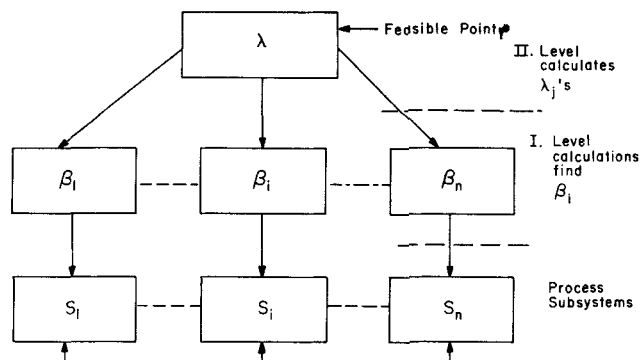 λ
Feasible Point
II. Level
calculates
λj's
I. Level
calculations
find
βi
β1
βi
βn
Process
Subsystems
S1
Si
Sn